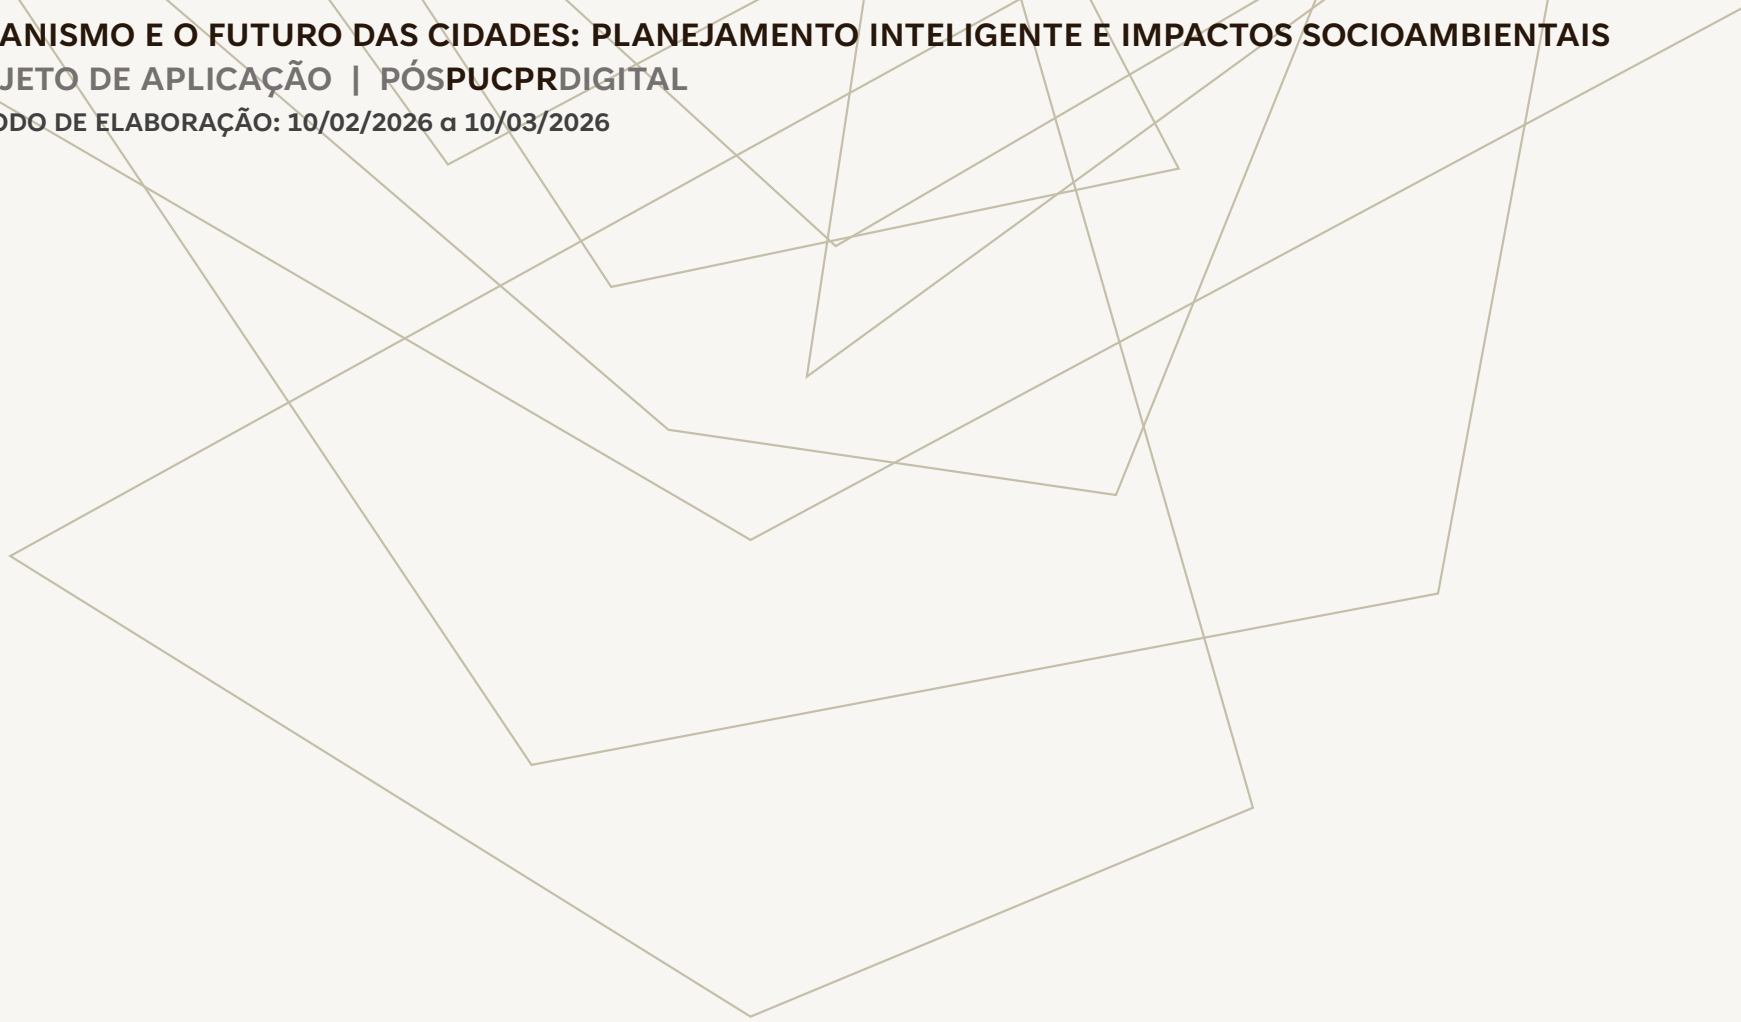 ANISMO E O FUTURO DAS CIDADES: PLANEJAMENTO INTELIGENTE E IMPACTOS SOCIOAMBIENTAIS
JETO DE APLICAÇÃO | PÓSPUCPRDIGITAL
ODO DE ELABORAÇÃO: 10/02/2026 a 10/03/2026